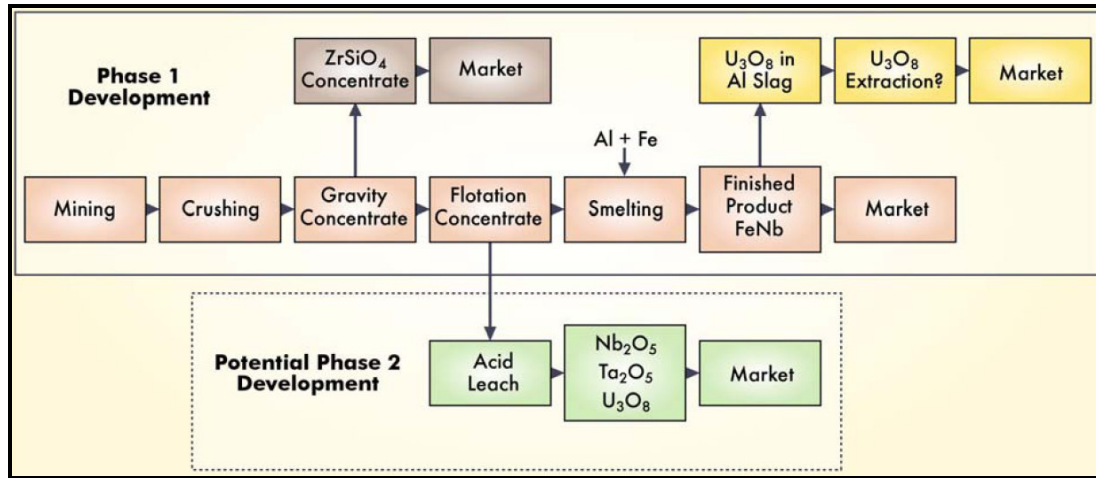 Phase 1
Development
ZrSiO₄
Concentrate
Market
U₃O₈ in
Al Slag
U₃O₈
Extraction?
Market
Al + Fe
Mining
Crushing
Gravity
Concentrate
Flotation
Concentrate
Smelting
Finished
Product
FeNb
Market
Potential Phase 2
Development
Acid
Leach
Nb₂O₅
Ta₂O₅
U₃O₈
Market